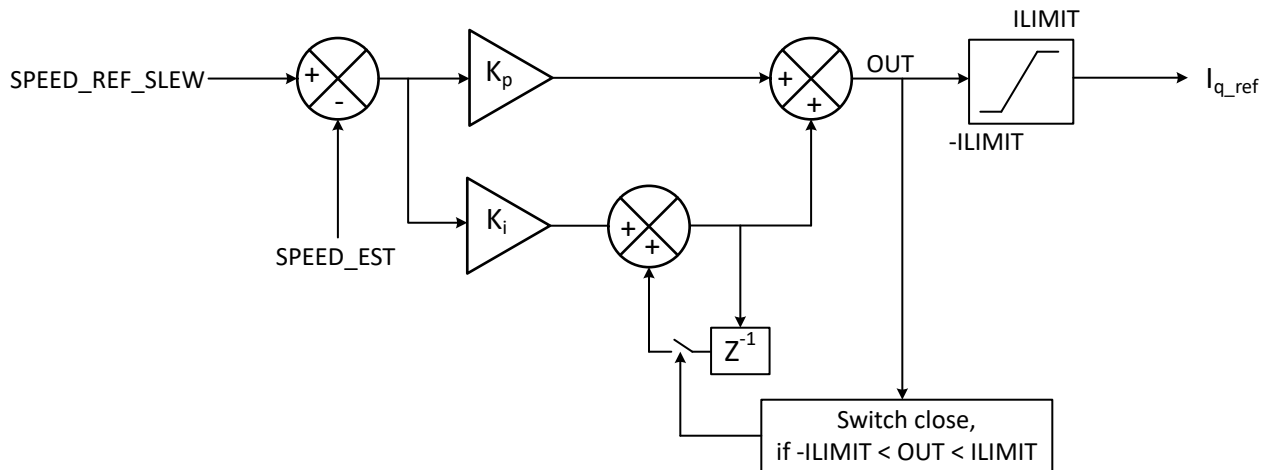 ILIMIT
SPEED_REF_SLEW
+
-
Kp
+
+
OUT
Iq_ref
-ILIMIT
Ki
+
+
SPEED_EST
Z-1
Switch close,
if -ILIMIT < OUT < ILIMIT